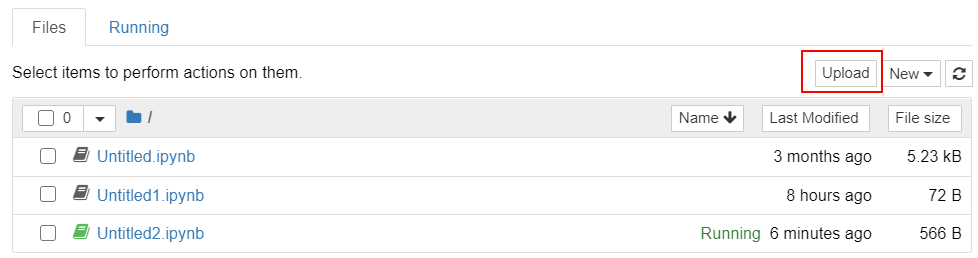 Files Running
Select items to perform actions on them. Upload New
0 / Name Last Modified File size
Untitled.ipynb 3 months ago 5.23 kB
Untitled1.ipynb 8 hours ago 72 B
Untitled2.ipynb Running 6 minutes ago 566 B